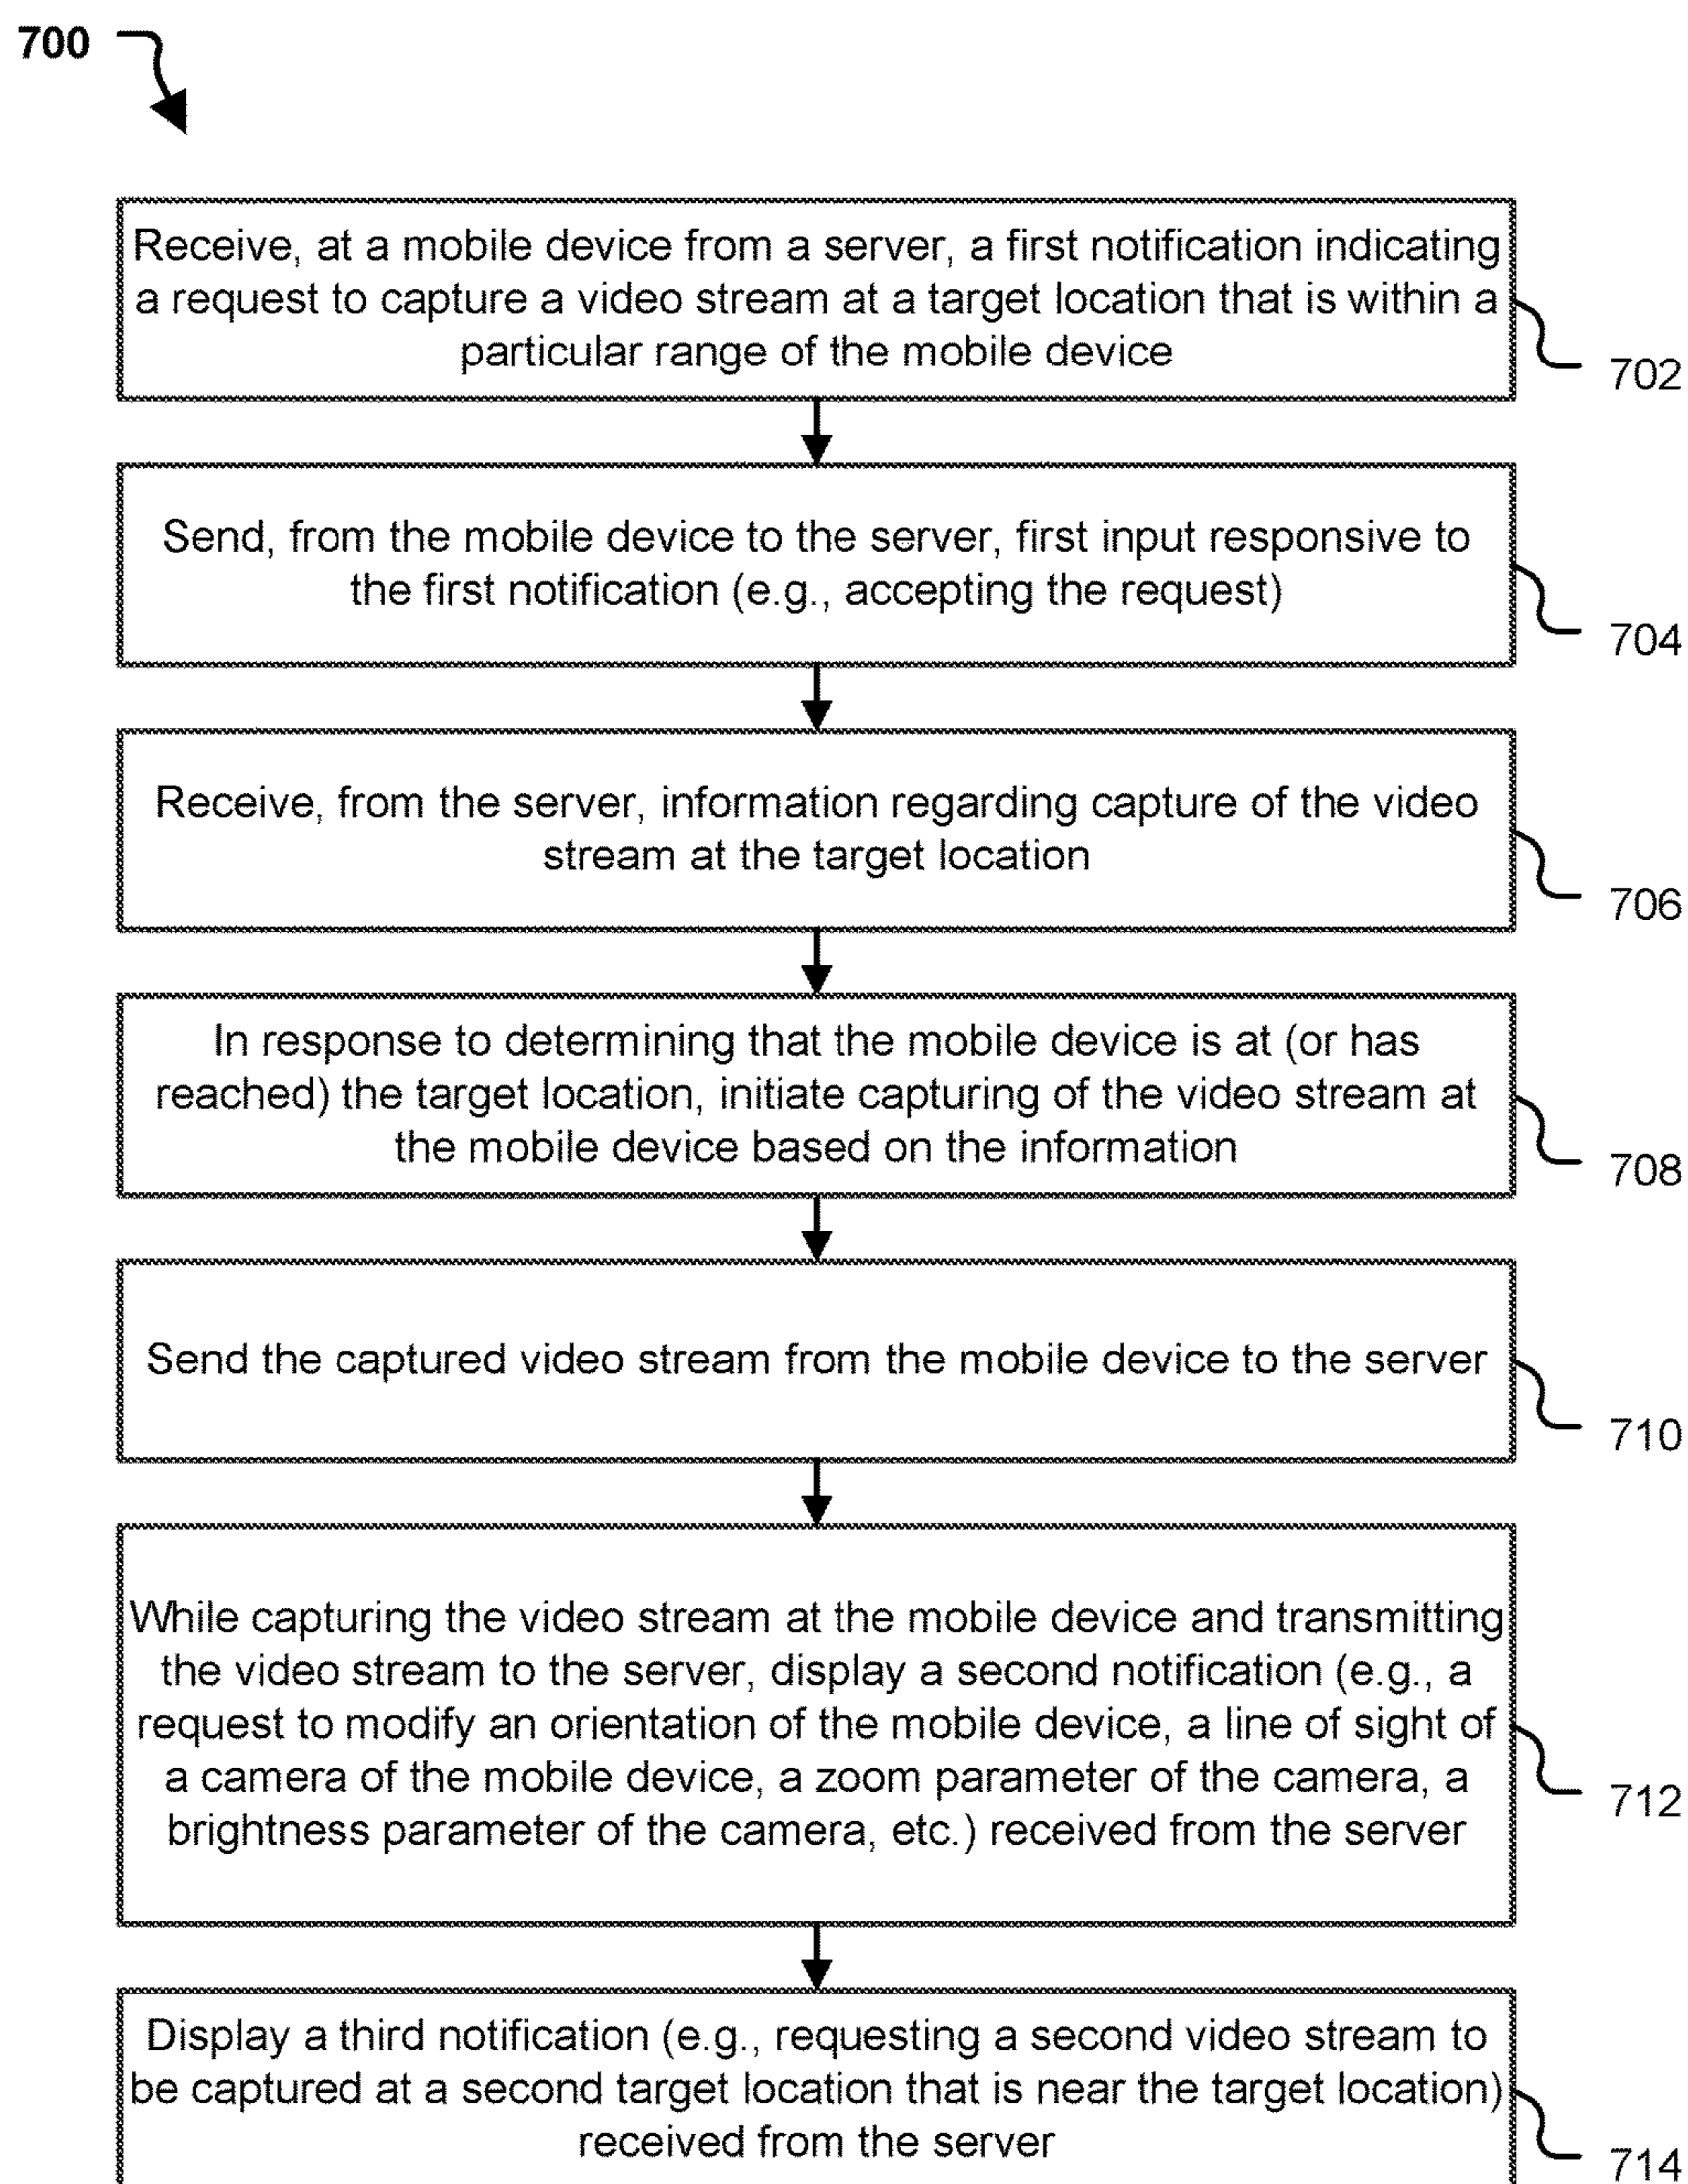 700
Receive, at a mobile device from a server, a first notification indicating
a request to capture a video stream at a target location that is within a
particular range of the mobile device
702
Send, from the mobile device to the server, first input responsive to
the first notification (e.g., accepting the request)
704
Receive, from the server, information regarding capture of the video
stream at the target location
706
In response to determining that the mobile device is at (or has
reached) the target location, initiate capturing of the video stream at
the mobile device based on the information
708
Send the captured video stream from the mobile device to the server
710
While capturing the video stream at the mobile device and transmitting
the video stream to the server, display a second notification (e.g., a
request to modify an orientation of the mobile device, a line of sight of
a camera of the mobile device, a zoom parameter of the camera, a
brightness parameter of the camera, etc.) received from the server
712
Display a third notification (e.g., requesting a second video stream to
be captured at a second target location that is near the target location)
received from the server
714